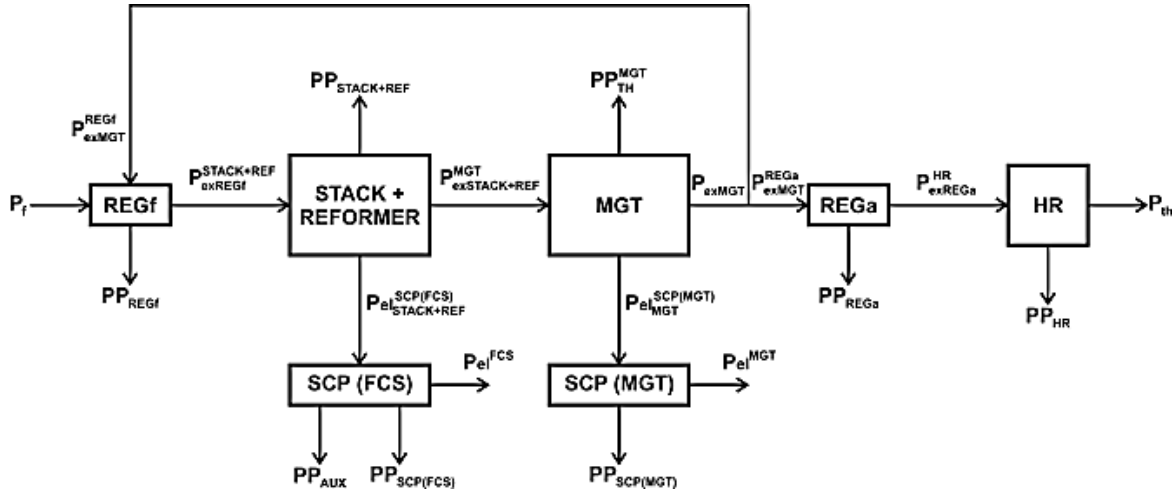 PP_STACK+REF
PP_TH^MGT
P_exMGT^REGf
P_exREGf^STACK+REF
P_exSTACK+REF^MGT
P_exMGT
P_exMGT^REGa
P_exREGa^HR
P_f
REGf
STACK +
REFORMER
MGT
REGa
HR
P_th
PP_REGf
Pel_STACK+REF^SCP(FCS)
Pel_MGT^SCP(MGT)
PP_REGa
PP_HR
SCP (FCS)
Pel^FCS
SCP (MGT)
Pel^MGT
PP_AUX
PP_SCP(FCS)
PP_SCP(MGT)